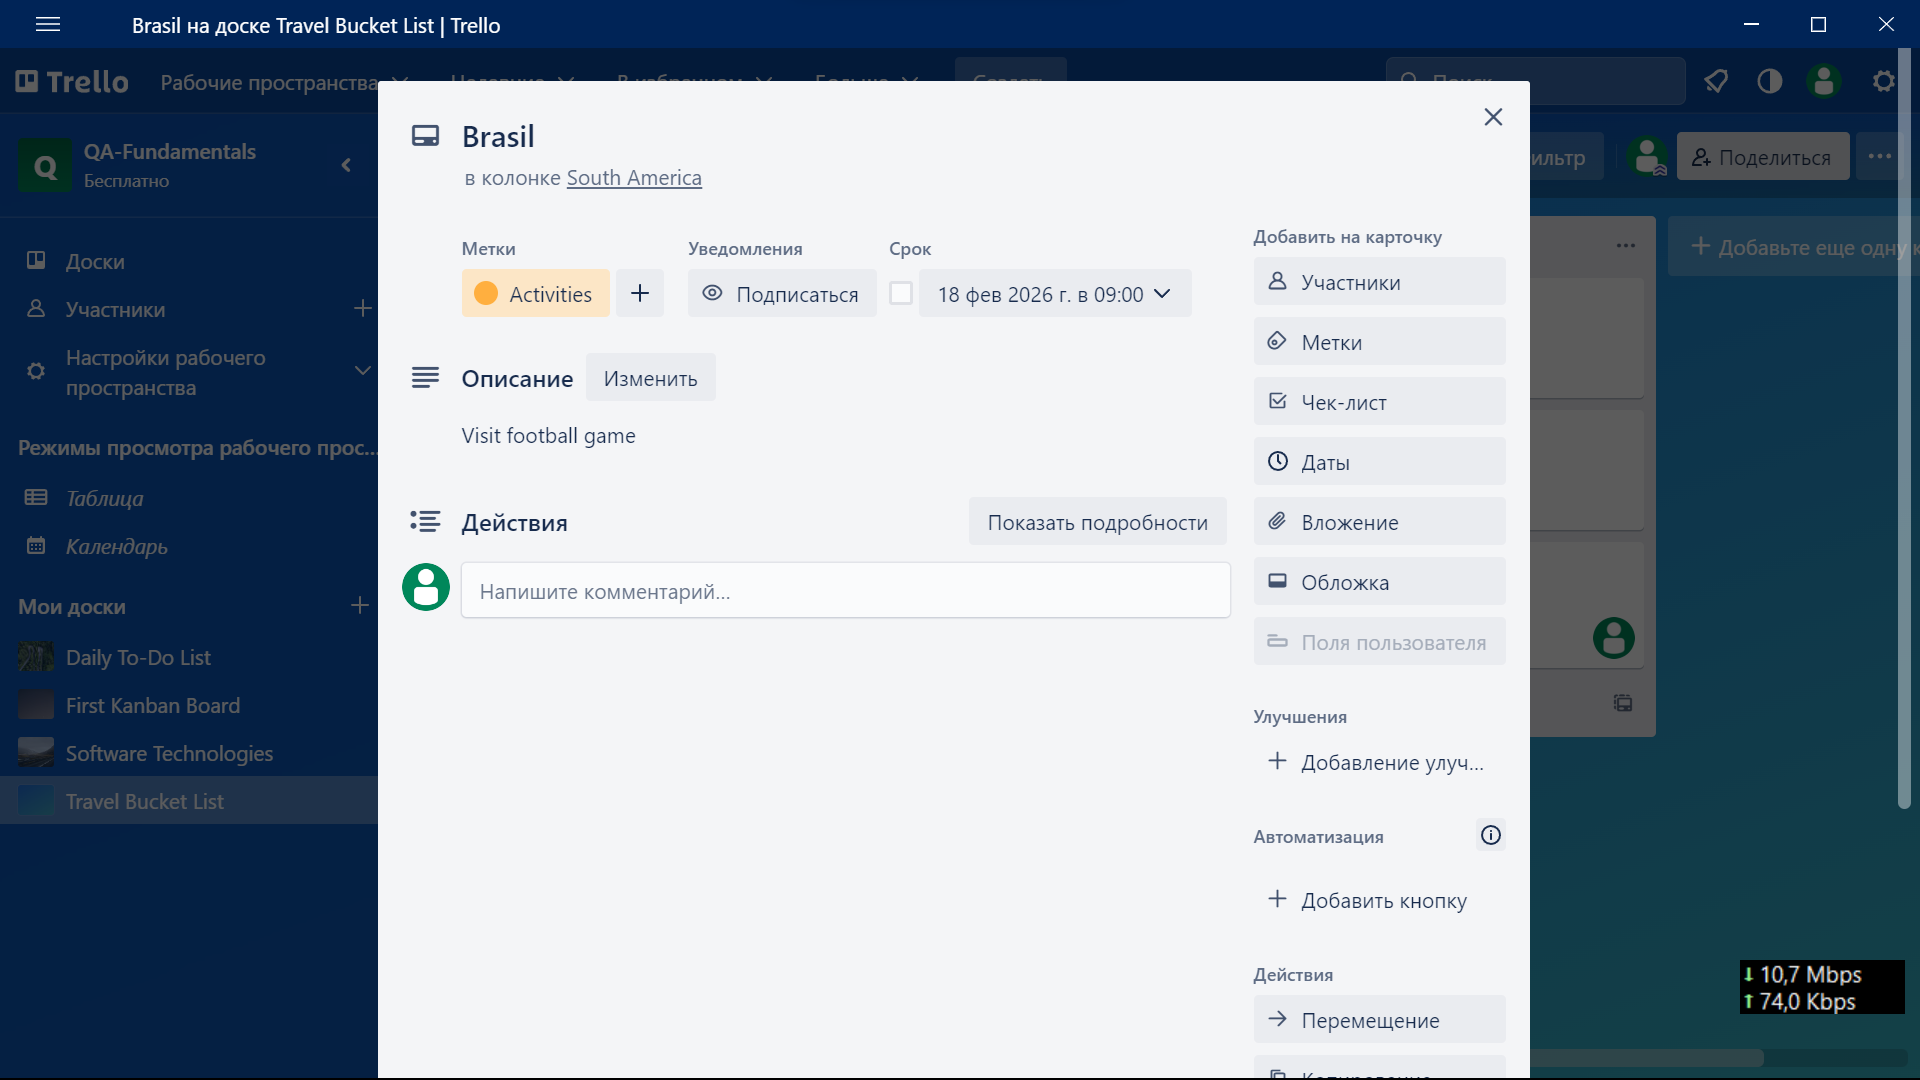 Brasil на доске Travel Bucket List | Trello
Trello
Рабочие пространства
Поиск
QA-Fundamentals
Бесплатно
Q
ильтр
Поделиться
Доски
Участники
Настройки рабочего
пространства
Режимы просмотра рабочего прос...
Таблица
Календарь
Мои доски
Daily To-Do List
First Kanban Board
Software Technologies
Travel Bucket List
Brasil
в колонке South America
Метки
Уведомления
Срок
Activities
Подписаться
18 фев 2026 г. в 09:00
Описание
Изменить
Visit football game
Действия
Показать подробности
Напишите комментарий...
Добавить на карточку
Участники
Метки
Чек-лист
Даты
Вложение
Обложка
Поля пользователя
Улучшения
Добавление улуч...
Автоматизация
Добавить кнопку
Действия
Перемещение
Копирование
Добавьте еще одну к
10,7 Mbps
74,0 Kbps